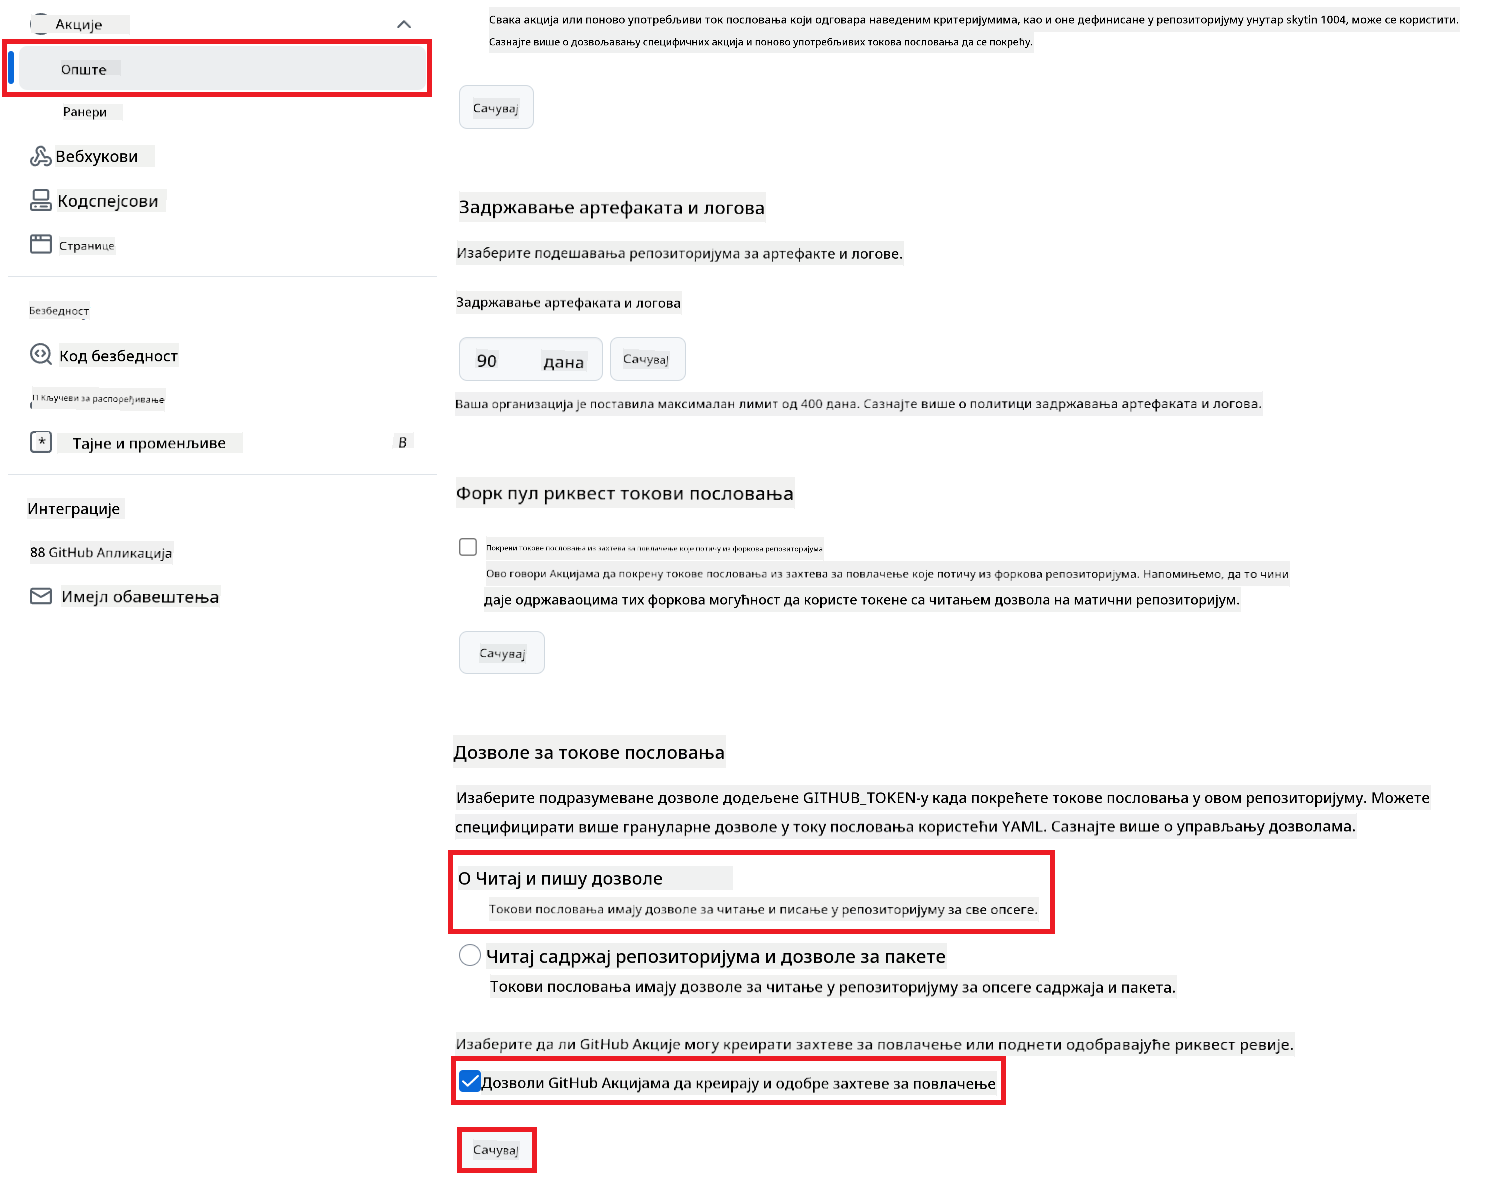 Акције
Опште
Ранери
Вебхукови
Кодспејсови
Странице
Безбедност
Код безбедност
Кључеви за распоређивање
* Тајне и променљиве В
Интеграције
88 GitHub Апликација
Имејл обавештења
Свака акција или поново употребљиви ток пословања који одговара наведеним критеријумима, као и оне дефинисане у репозиторијуму унутар skytin 1004, може се користити.
Сазнајте више о дозвољавању специфичних акција и поново употребљивих токова пословања да се покрећу.
Сачувај
Задржавање артефаката и логова
Изаберите подешавања репозиторијума за артефакте и логове.
Задржавање артефаката и логова
90 дана Сачувај
Ваша организација је поставила максималан лимит од 400 дана. Сазнајте више о политици задржавања артефаката и логова.
Форк пул риквест токови пословања
Покрени токове пословања из захтева за повлачење које потичу из форкова репозиторијума
Ово говори Акцијама да покрену токове пословања из захтева за повлачење које потичу из форкова репозиторијума. Напомињемо, да то чини
даје одржаваоцима тих форкова могућност да користе токене са читањем дозвола на матични репозиторијум.
Сачувај
Дозволе за токове пословања
Изаберите подразумеване дозволе додељене GITHUB_TOKEN-у када покрећете токове пословања у овом репозиторијуму. Можете
специфицирати више грануларне дозволе у току пословања користећи YAML. Сазнајте више о управљању дозволама.
О Читај и пишу дозволе
Токови пословања имају дозволе за читање и писање у репозиторијуму за све опсеге.
Читај садржај репозиторијума и дозволе за пакете
Токови пословања имају дозволе за читање у репозиторијуму за опсеге садржаја и пакета.
Изаберите да ли GitHub Акције могу креирати захтеве за повлачење или поднети одобравајуће риквест ревије.
Дозволи GitHub Акцијама да креирају и одобре захтеве за повлачење
Сачувај